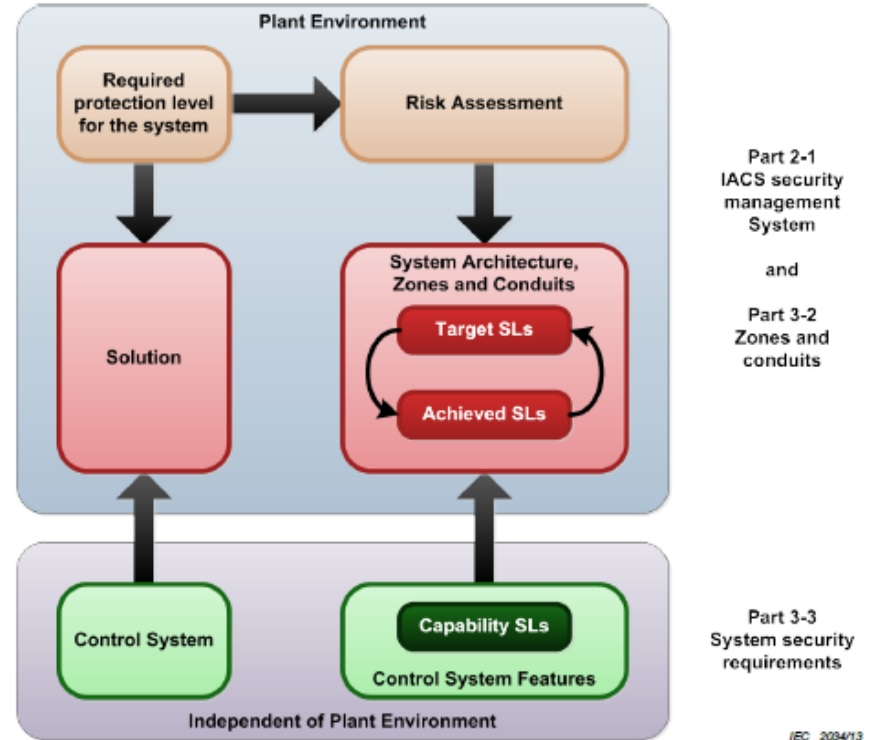 Plant Environment
Required
protection level
for the system
Risk Assessment
Part 2-1
IACS security
management
System
and
Part 3-2
Zones and
conduits
Solution
System Architecture,
Zones and Conduits
Target SLs
Achieved SLs
Control System
Capability SLs
Control System Features
Part 3-3
System security
requirements
Independent of Plant Environment
IEC 2034/13